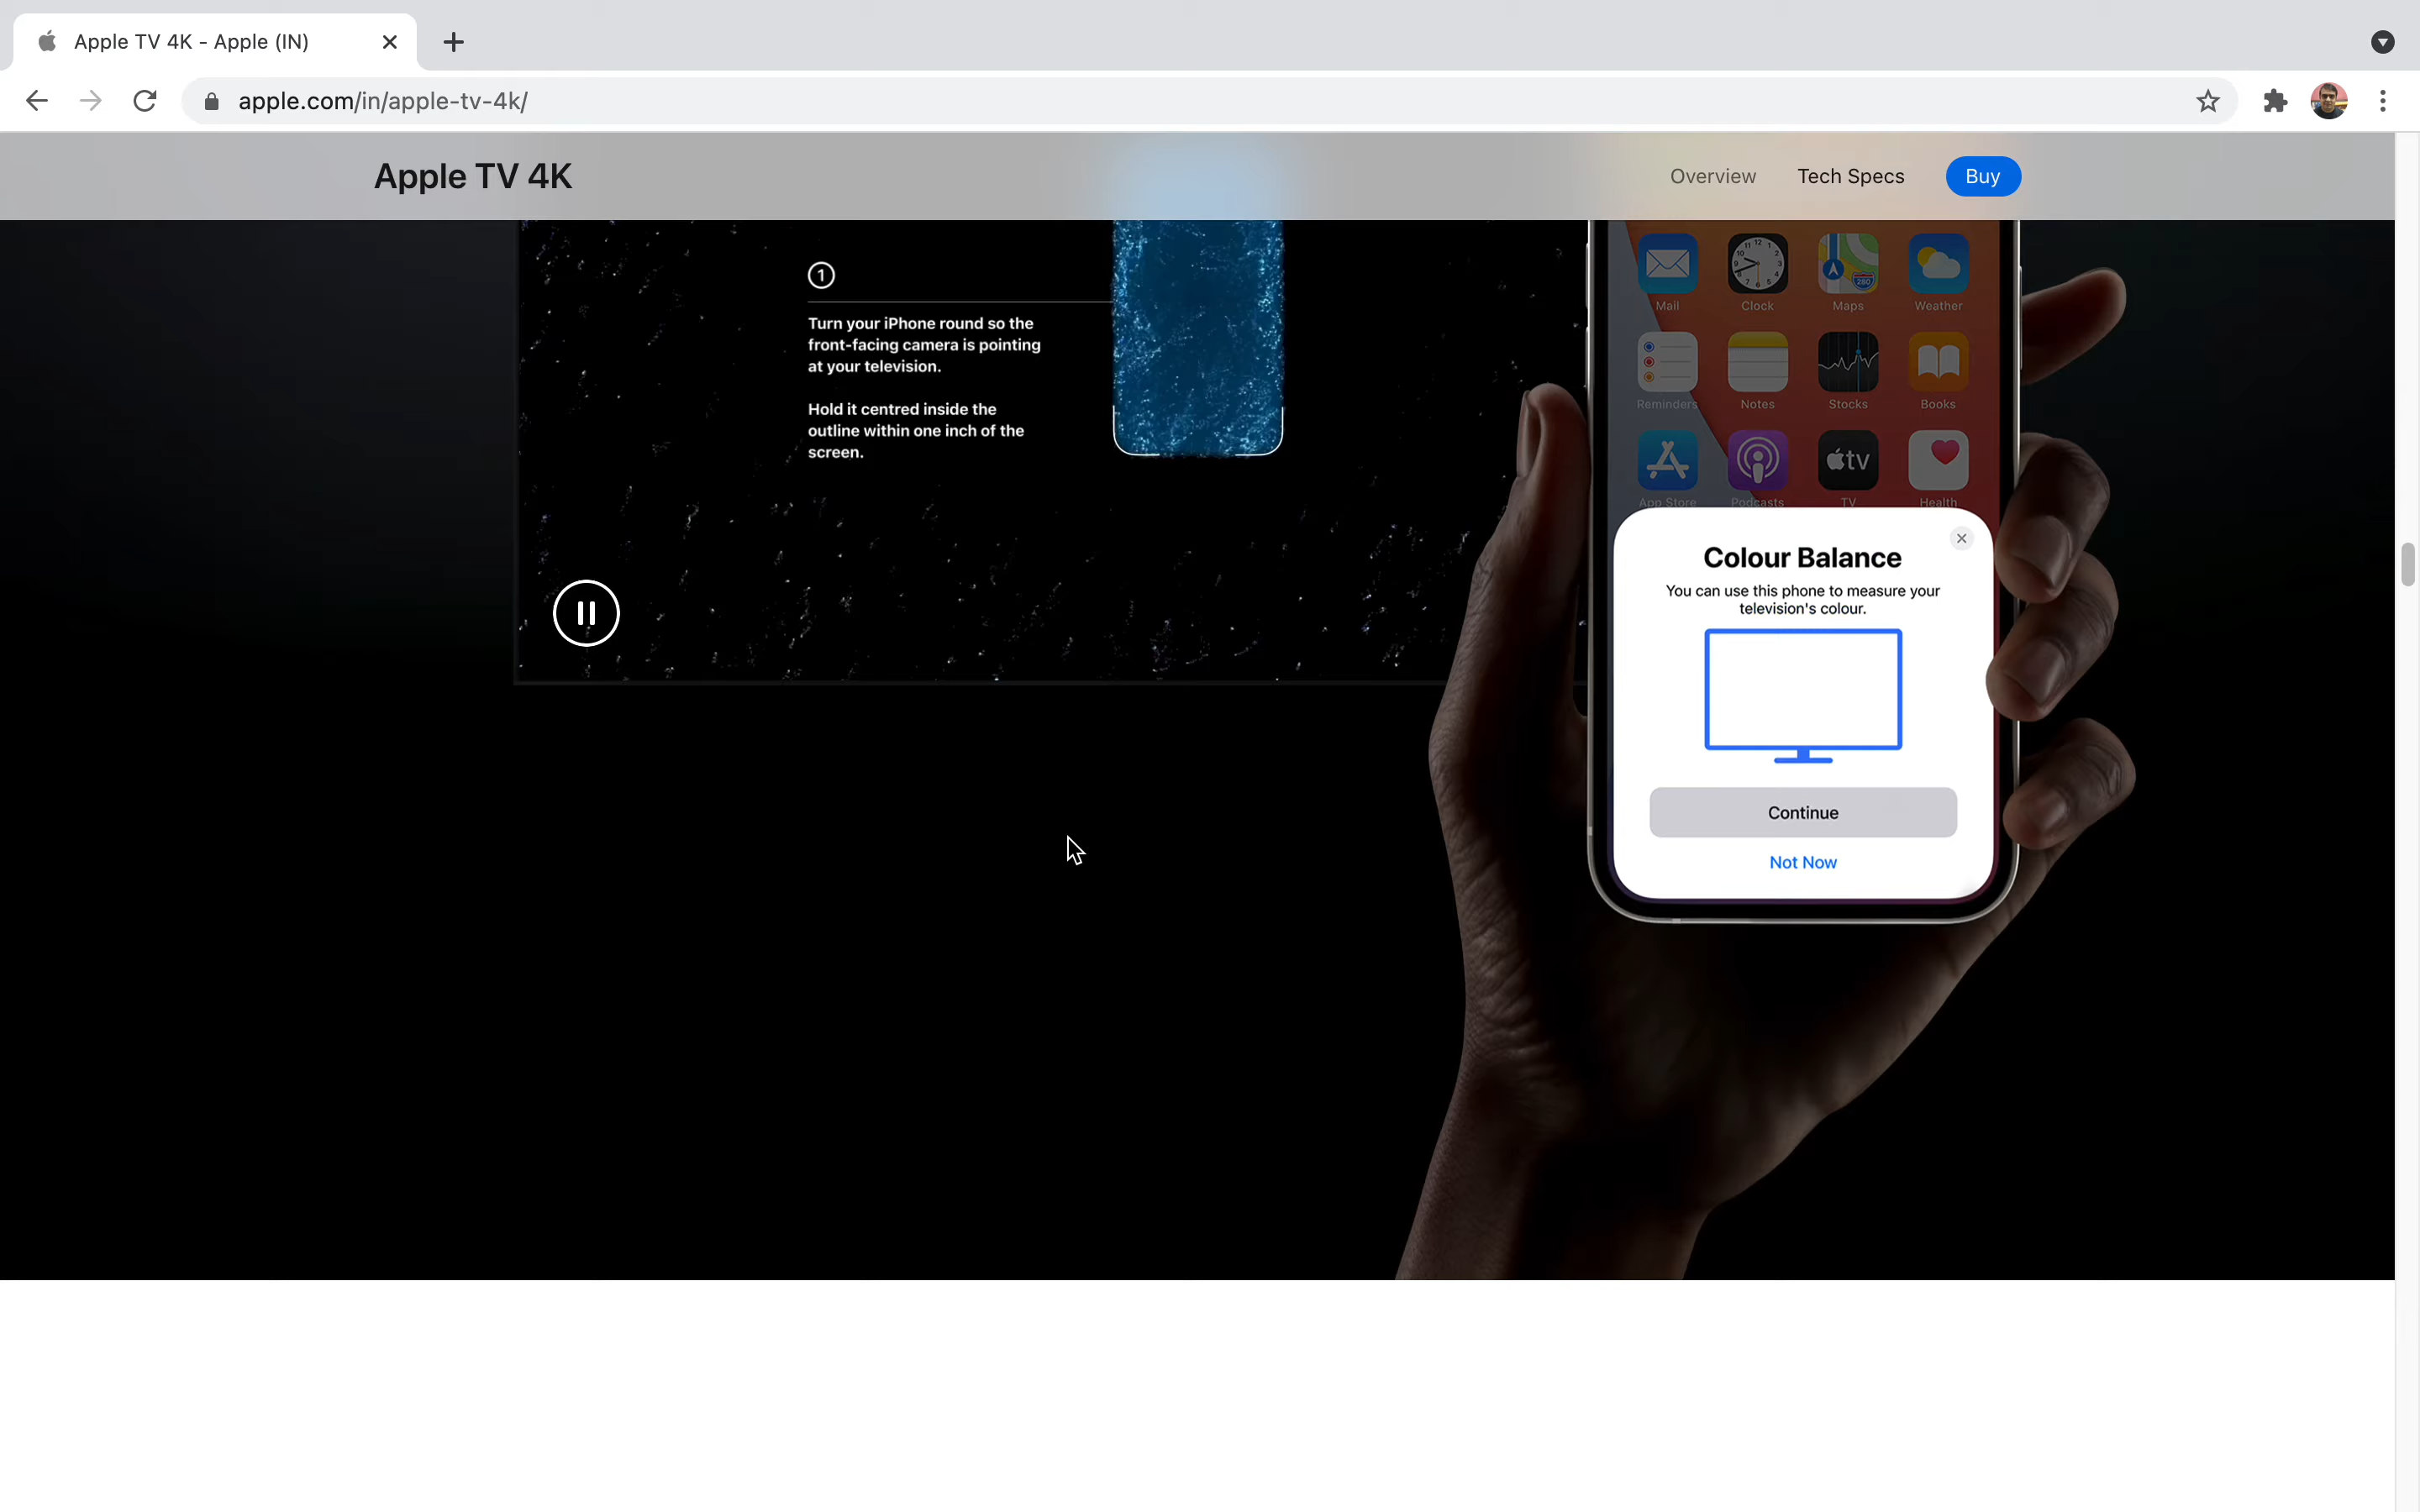 Apple TV 4K - Apple (IN)
apple.com/in/apple-tv-4k/
Apple TV 4K
Overview
Tech Specs
Buy
1
Turn your iPhone round so the
front-facing camera is pointing
at your television.
Hold it centred inside the
outline within one inch of the
screen.
Mail
Clock
Maps
Weather
280
Reminders
Notes
Stocks
Books
tv
App Store
Podcasts
TV
Health
Colour Balance
You can use this phone to measure your
television's colour.
Continue
Not Now